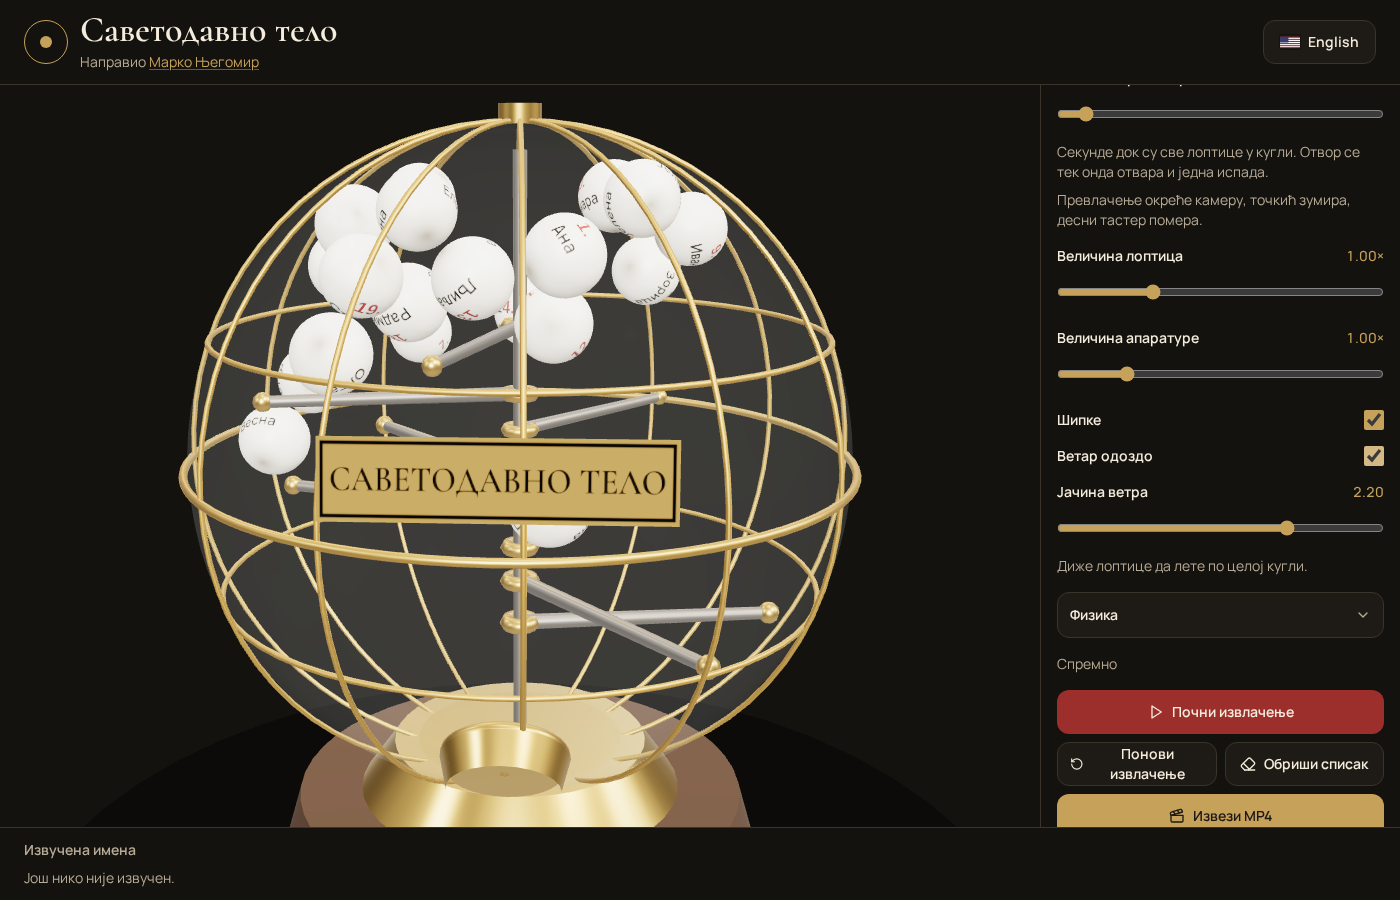 Саветодавно тело
Направио Марко Његомир
English
Секунде док су све лоптице у кугли. Отвор се
тек онда отвара и једна испада.
Превлачење окреће камеру, точкић зумира,
десни тастер помера.
Величина лоптица 1.00×
Величина апаратуре 1.00×
Шипке
Ветар одоздо
Јачина ветра 2.20
Диже лоптице да лете по целој кугли.
Физика
Спремно
Почни извлачење
Понови
извлачење
Обриши списак
Извези MP4
Ана
1.
19.
САВЕТОДАВНО ТЕЛО
Извучена имена
Још нико није извучен.